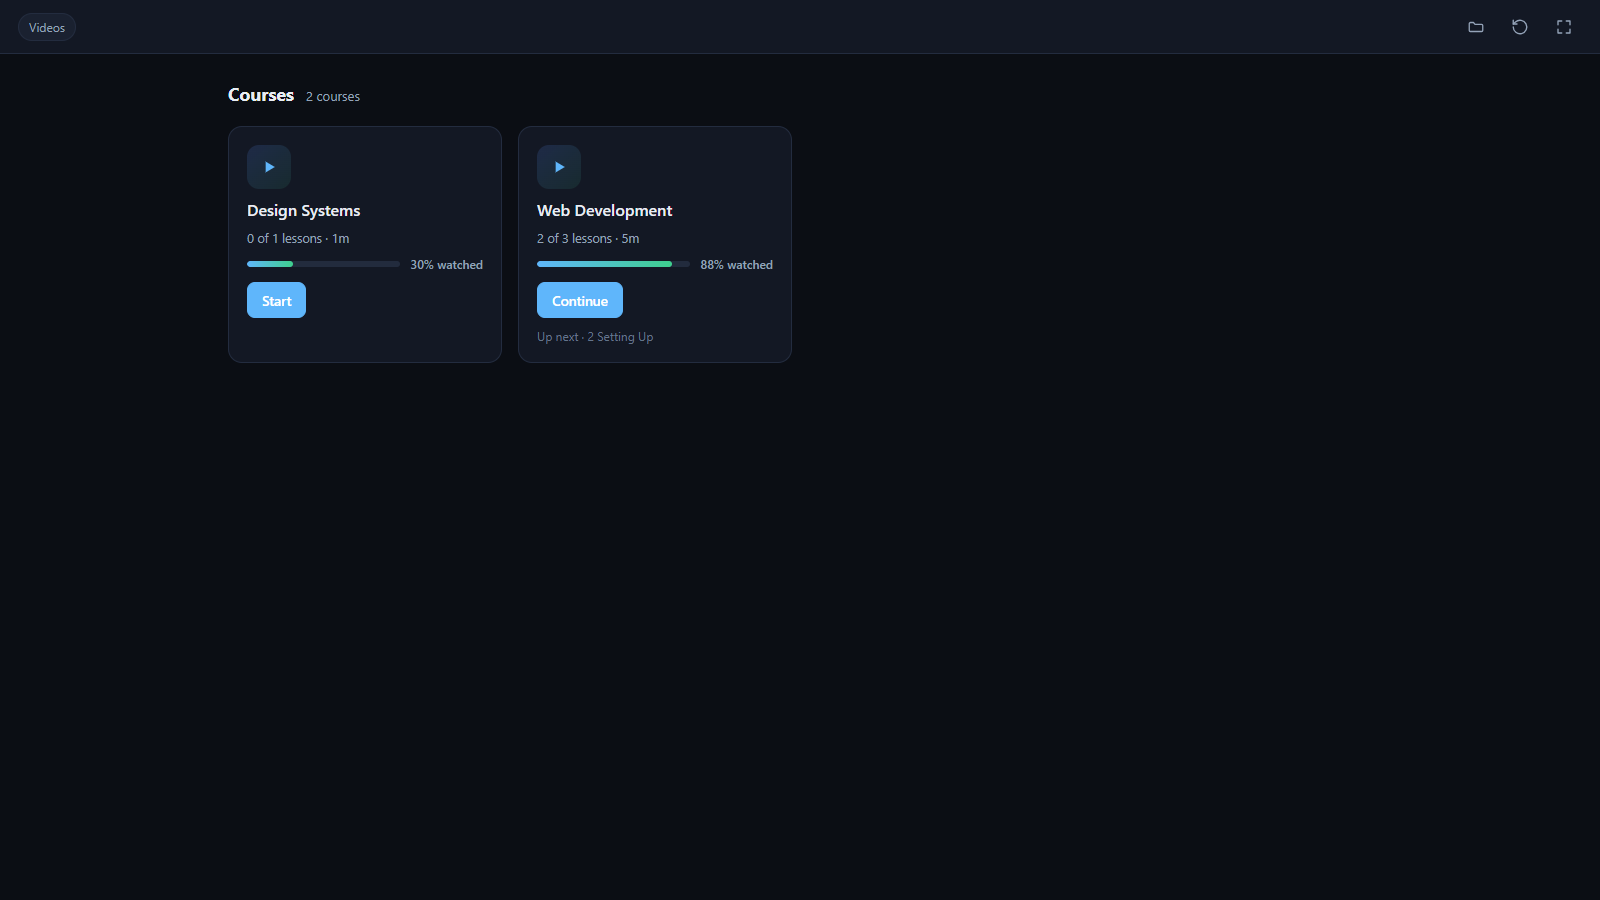 Videos
Courses 2 courses
Design Systems
0 of 1 lessons · 1m
30% watched
Start
Web Development
2 of 3 lessons · 5m
88% watched
Continue
Up next · 2 Setting Up